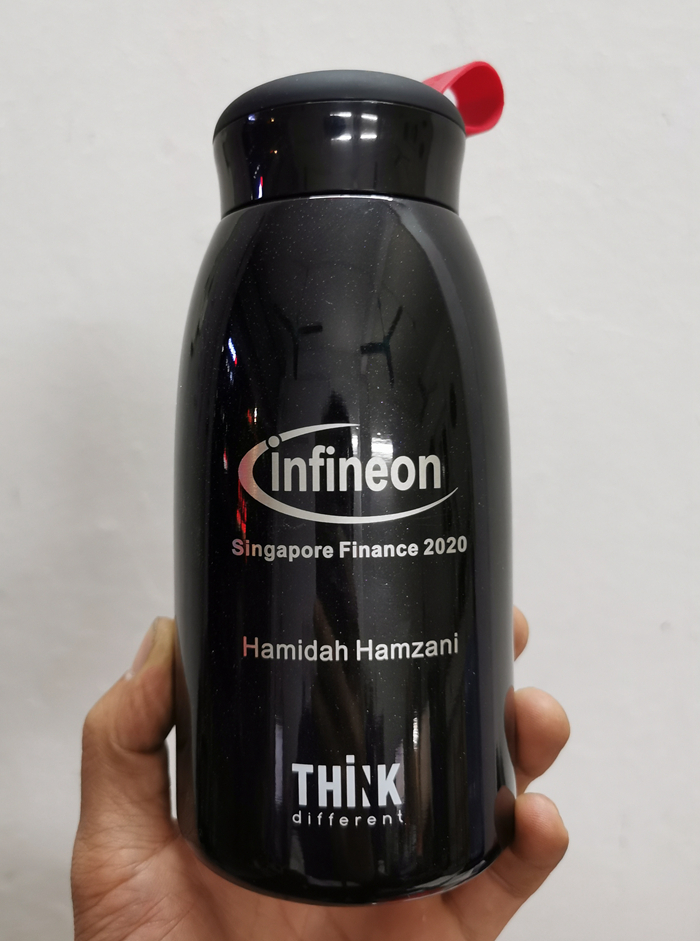 infineon
Singapore Finance 2020
Hamidah Hamzani
THiNK
different